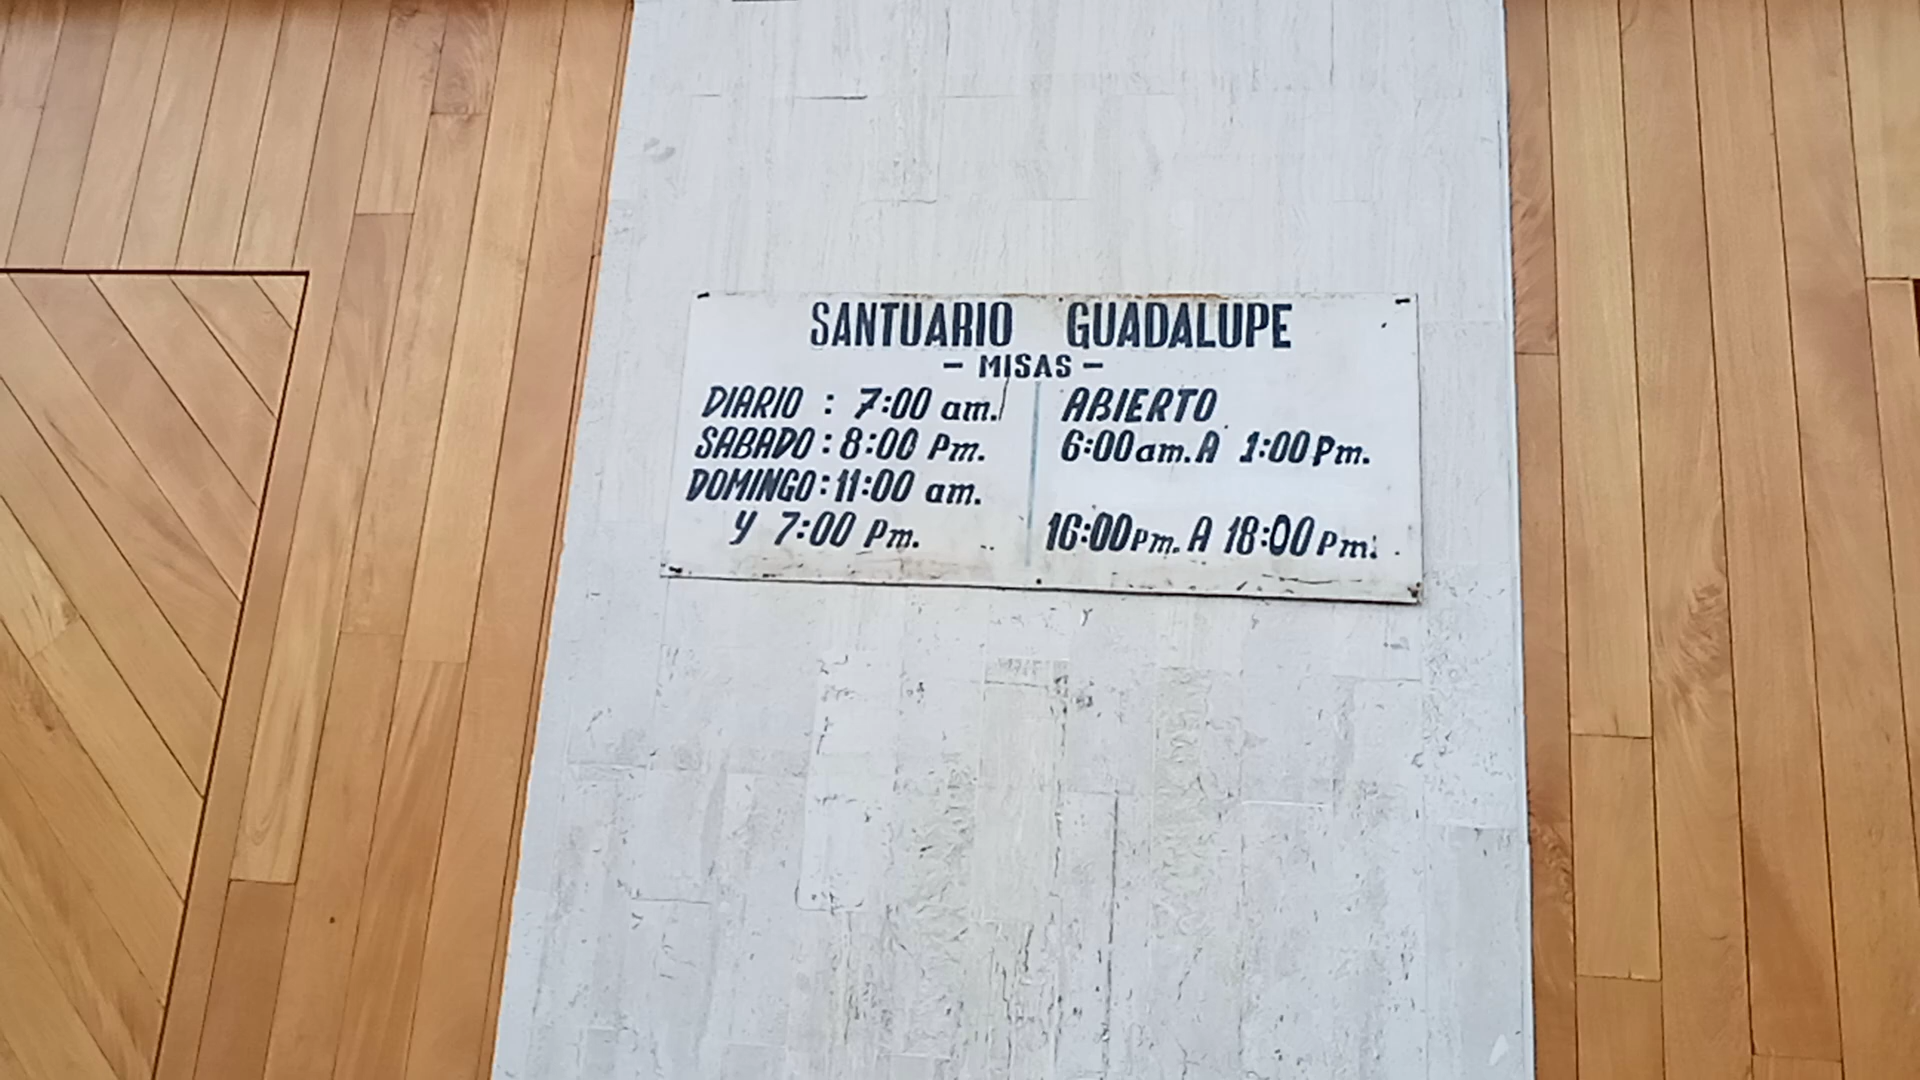 SANTUARIO GUADALUPE
- MISAS -
DIARIO : 7:00 am.
SABADO : 8:00 Pm.
DOMINGO : 11:00 am.
y 7:00 Pm.
ABIERTO
6:00 am. A 1:00 Pm.
16:00 Pm. A 18:00 Pm.